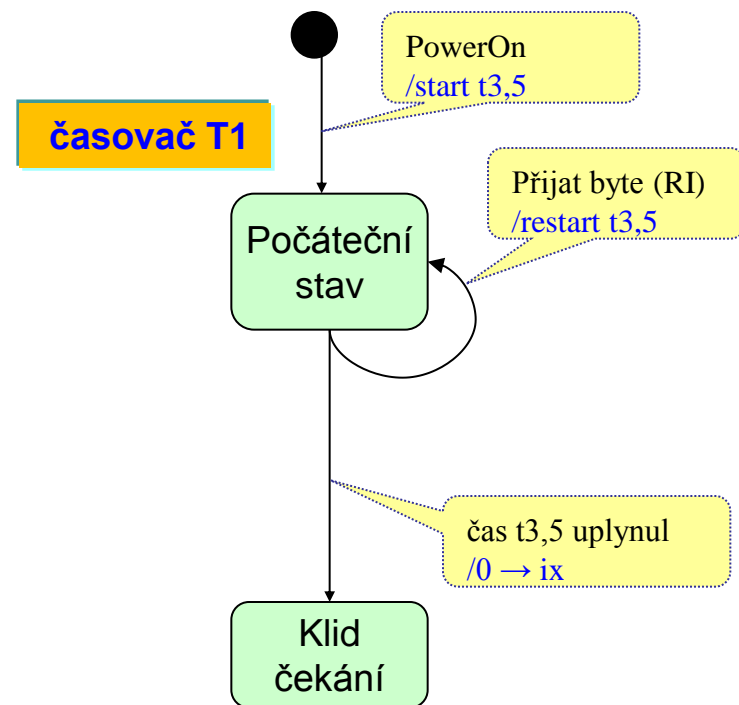 PowerOn
/start t3,5
časovač T1
Přijat byte (RI)
/restart t3,5
Počáteční
stav
čas t3,5 uplynul
/0 → ix
Klid
čekání